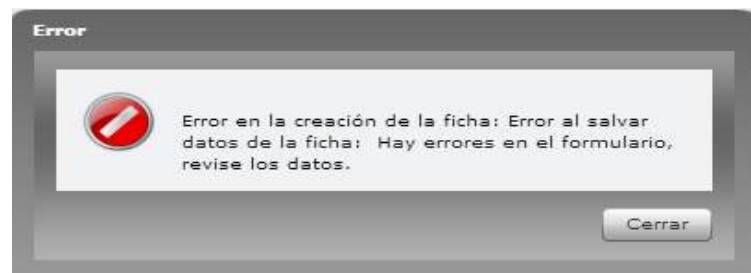 Error
Error en la creación de la ficha: Error al salvar
datos de la ficha:  Hay errores en el formulario,
revise los datos.
Cerrar